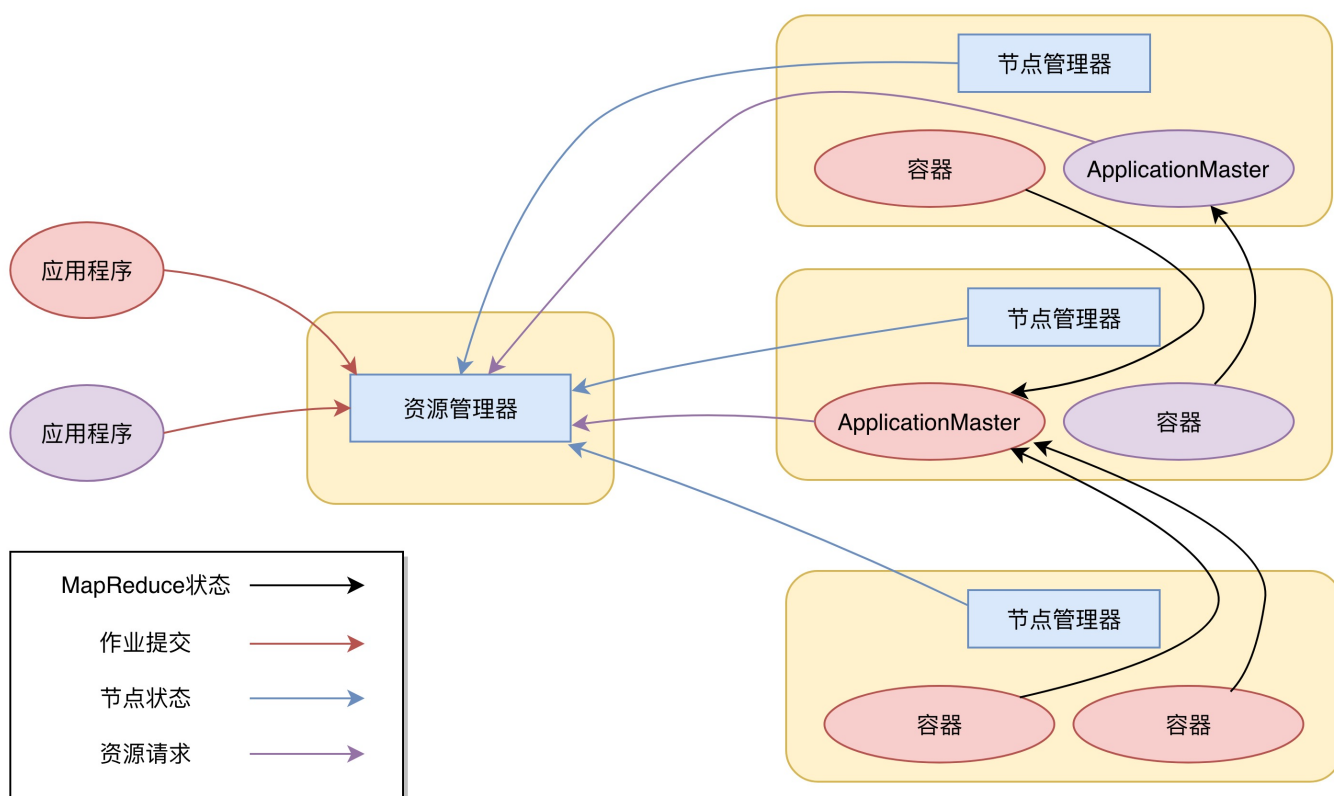 节点管理器
容器
ApplicationMaster
应用程序
节点管理器
资源管理器
应用程序
ApplicationMaster
容器
MapReduce状态
作业提交
节点状态
资源请求
节点管理器
容器
容器